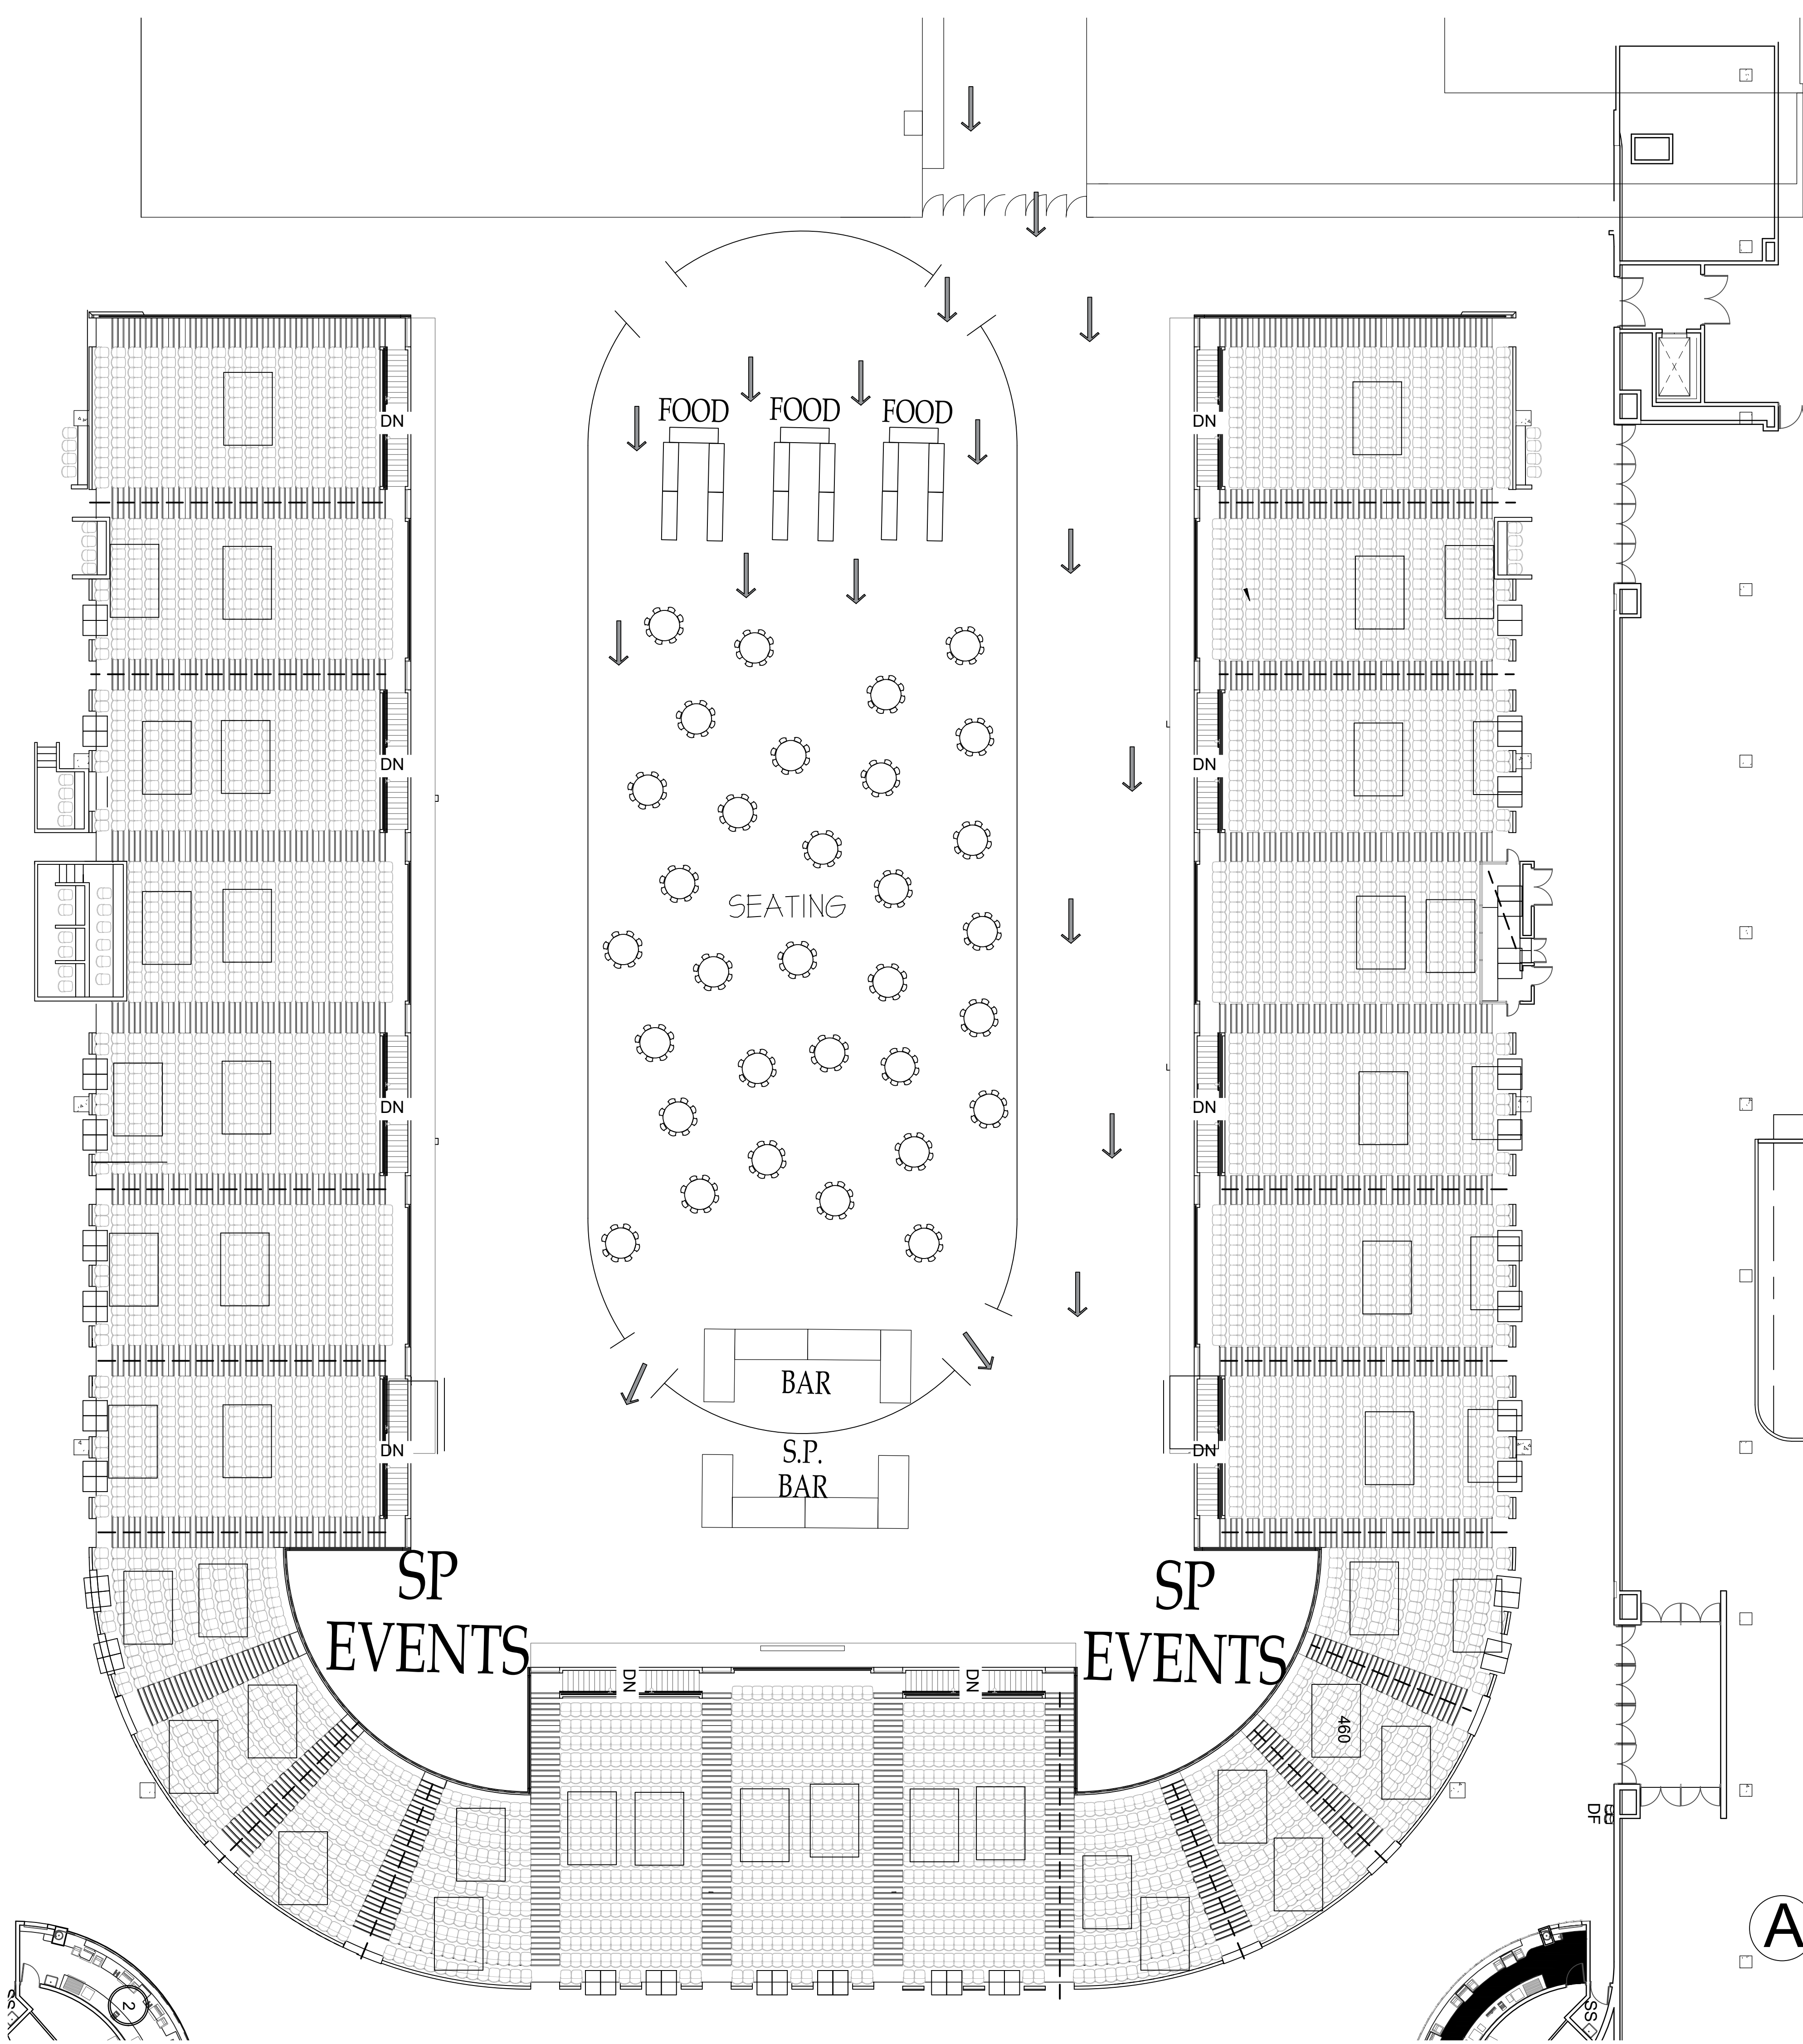 FOOD FOOD FOOD
DN
DN
DN
DN
SEATING
DN
DN
BAR
DN
DN
S.P.
BAR
SP
EVENTS
SP
EVENTS
DN
DN
460
DF
A
2
SS
SS